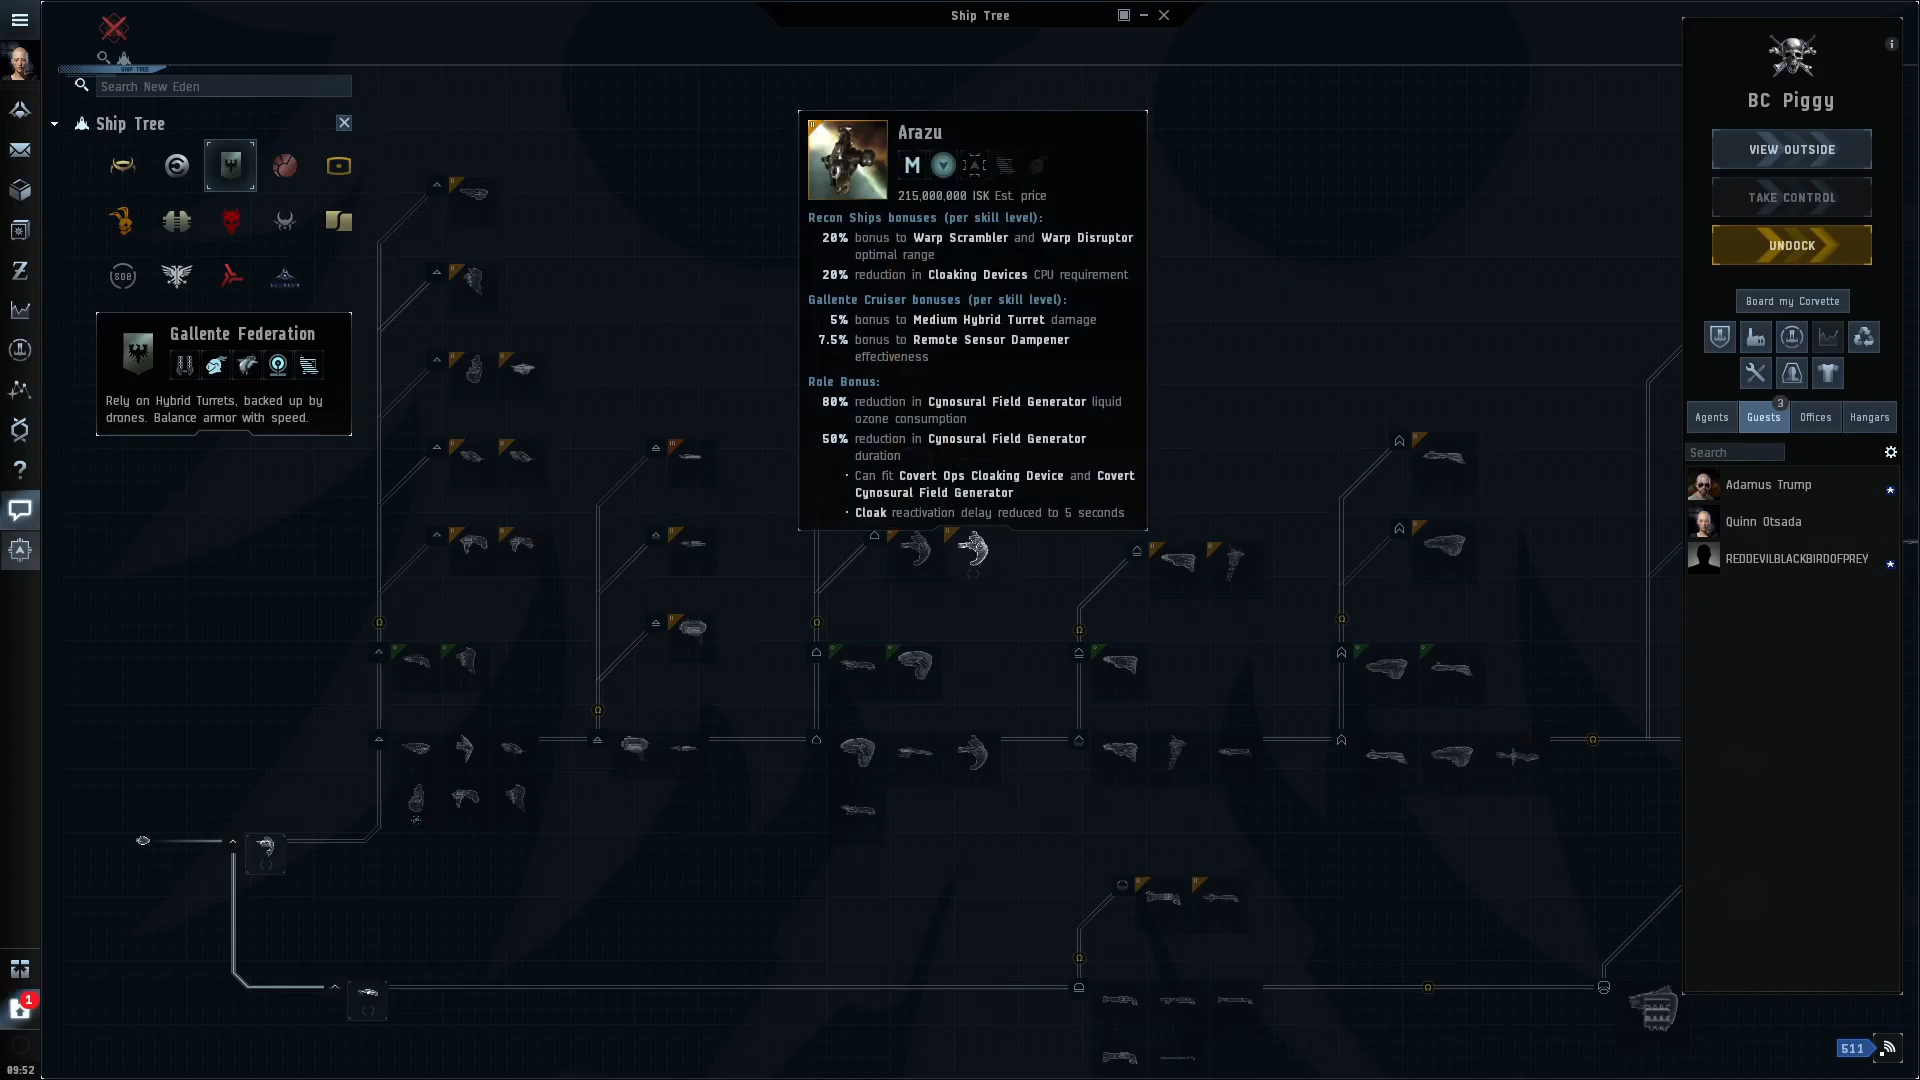 Ship Tree
SHIP TREE
Search New Eden
Ship Tree
SOB
Gallente Federation
Rely on Hybrid Turrets, backed up by
drones. Balance armor with speed.
Arazu
M
215,000,000 ISK Est. price
Recon Ships bonuses (per skill level):
20% bonus to Warp Scrambler and Warp Disruptor
optimal range
20% reduction in Cloaking Devices CPU requirement
Gallente Cruiser bonuses (per skill level):
5% bonus to Medium Hybrid Turret damage
7.5% bonus to Remote Sensor Dampener
effectiveness
Role Bonus:
80% reduction in Cynosural Field Generator liquid
ozone consumption
50% reduction in Cynosural Field Generator
duration
· Can fit Covert Ops Cloaking Device and Covert
Cynosural Field Generator
· Cloak reactivation delay reduced to 5 seconds
BC Piggy
VIEW OUTSIDE
TAKE CONTROL
UNDOCK
Board my Corvette
3
Agents Guests Offices Hangars
Search
Adamus Trump
Quinn Otsada
REDDEVILBLACKBIRDOFPREY
1
09:52
511